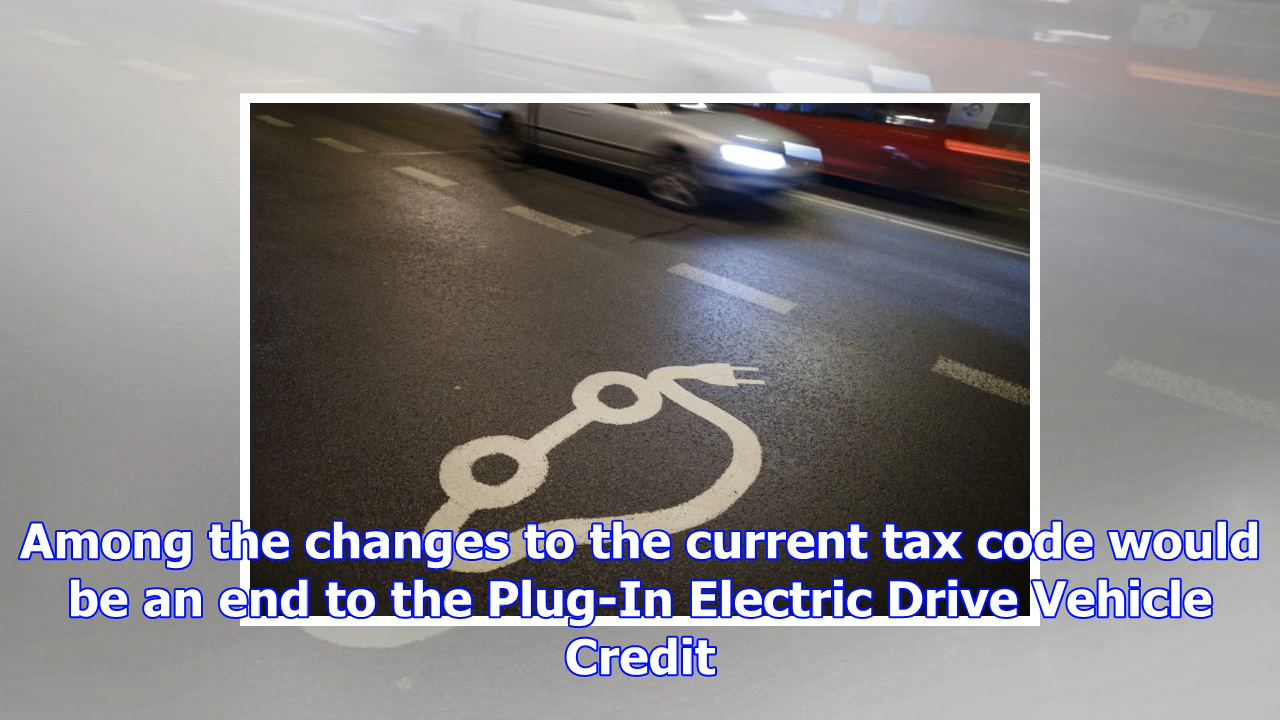 Among the changes to the current tax code would
be an end to the Plug-In Electric Drive Vehicle
Credit